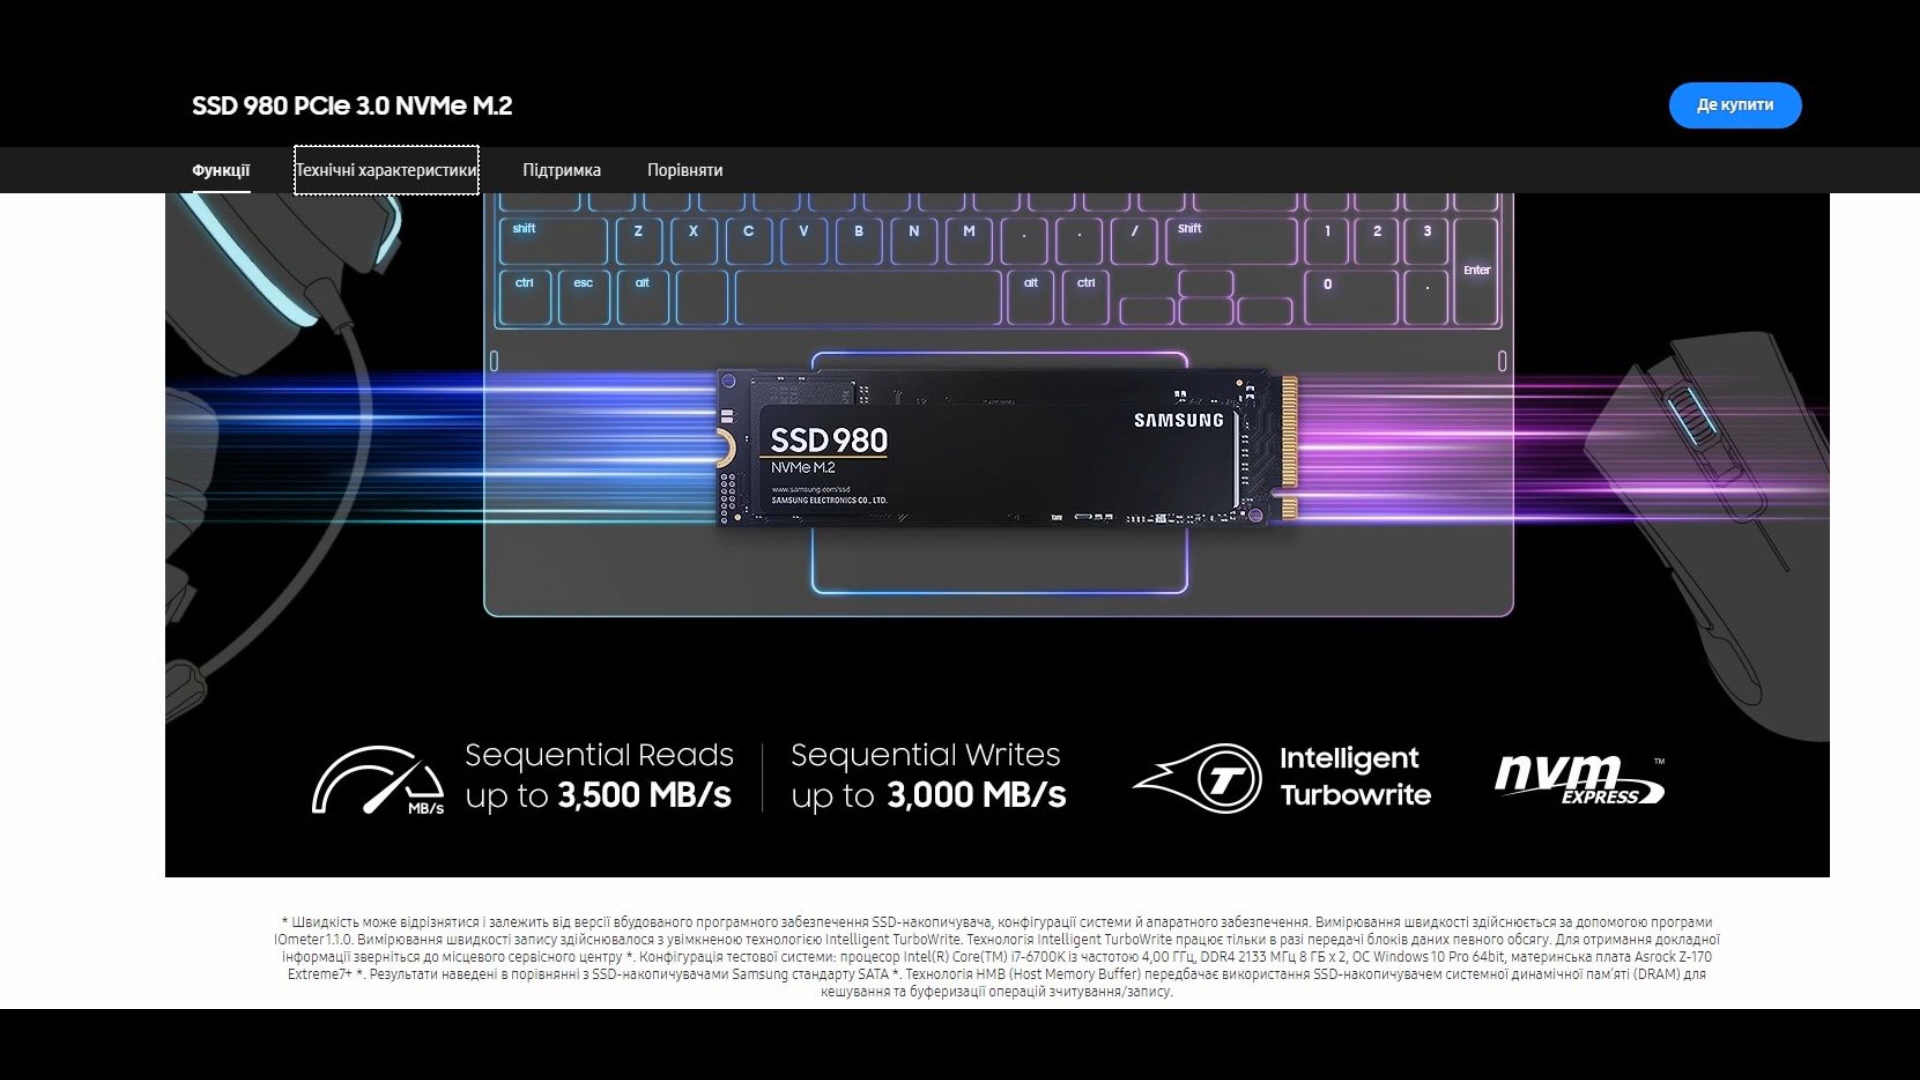 SSD 980 PCIe 3.0 NVMe M.2
Де купити
Функції
Технічні характеристики
Підтримка
Порівняти
shift Z X C V B N M . . / Shift 1 2 3
Enter
ctrl esc alt alt ctrl 0 .
SAMSUNG
SSD 980
NVMe M.2
www.samsung.com/ssd
SAMSUNG ELECTRONICS CO., LTD.
MB/s
Sequential Reads
up to 3,500 MB/s
Sequential Writes
up to 3,000 MB/s
T
Intelligent
Turbowrite
nvm ™
EXPRESS
* Швидкість може відрізнятися і залежить від версії вбудованого програмного забезпечення SSD-накопичувача, конфігурації системи й апаратного забезпечення. Вимірювання швидкості здійснюється за допомогою програми
IOmeter 1.1.0. Вимірювання швидкості запису здійснювалося з увімкненою технологією Intelligent TurboWrite. Технологія Intelligent TurboWrite працює тільки в разі передачі блоків даних певного обсягу. Для отримання докладної
інформації зверніться до місцевого сервісного центру *. Конфігурація тестової системи: процесор Intel(R) Core(TM) i7-6700K із частотою 4,00 ГГц, DDR4 2133 МГц 8 ГБ x 2, ОС Windows 10 Pro 64bit, материнська плата Asrock Z-170
Extreme7+ *. Результати наведені в порівнянні з SSD-накопичувачами Samsung стандарту SATA *. Технологія HMB (Host Memory Buffer) передбачає використання SSD-накопичувачем системної динамічної пам'яті (DRAM) для
кешування та буферизації операцій зчитування/запису.